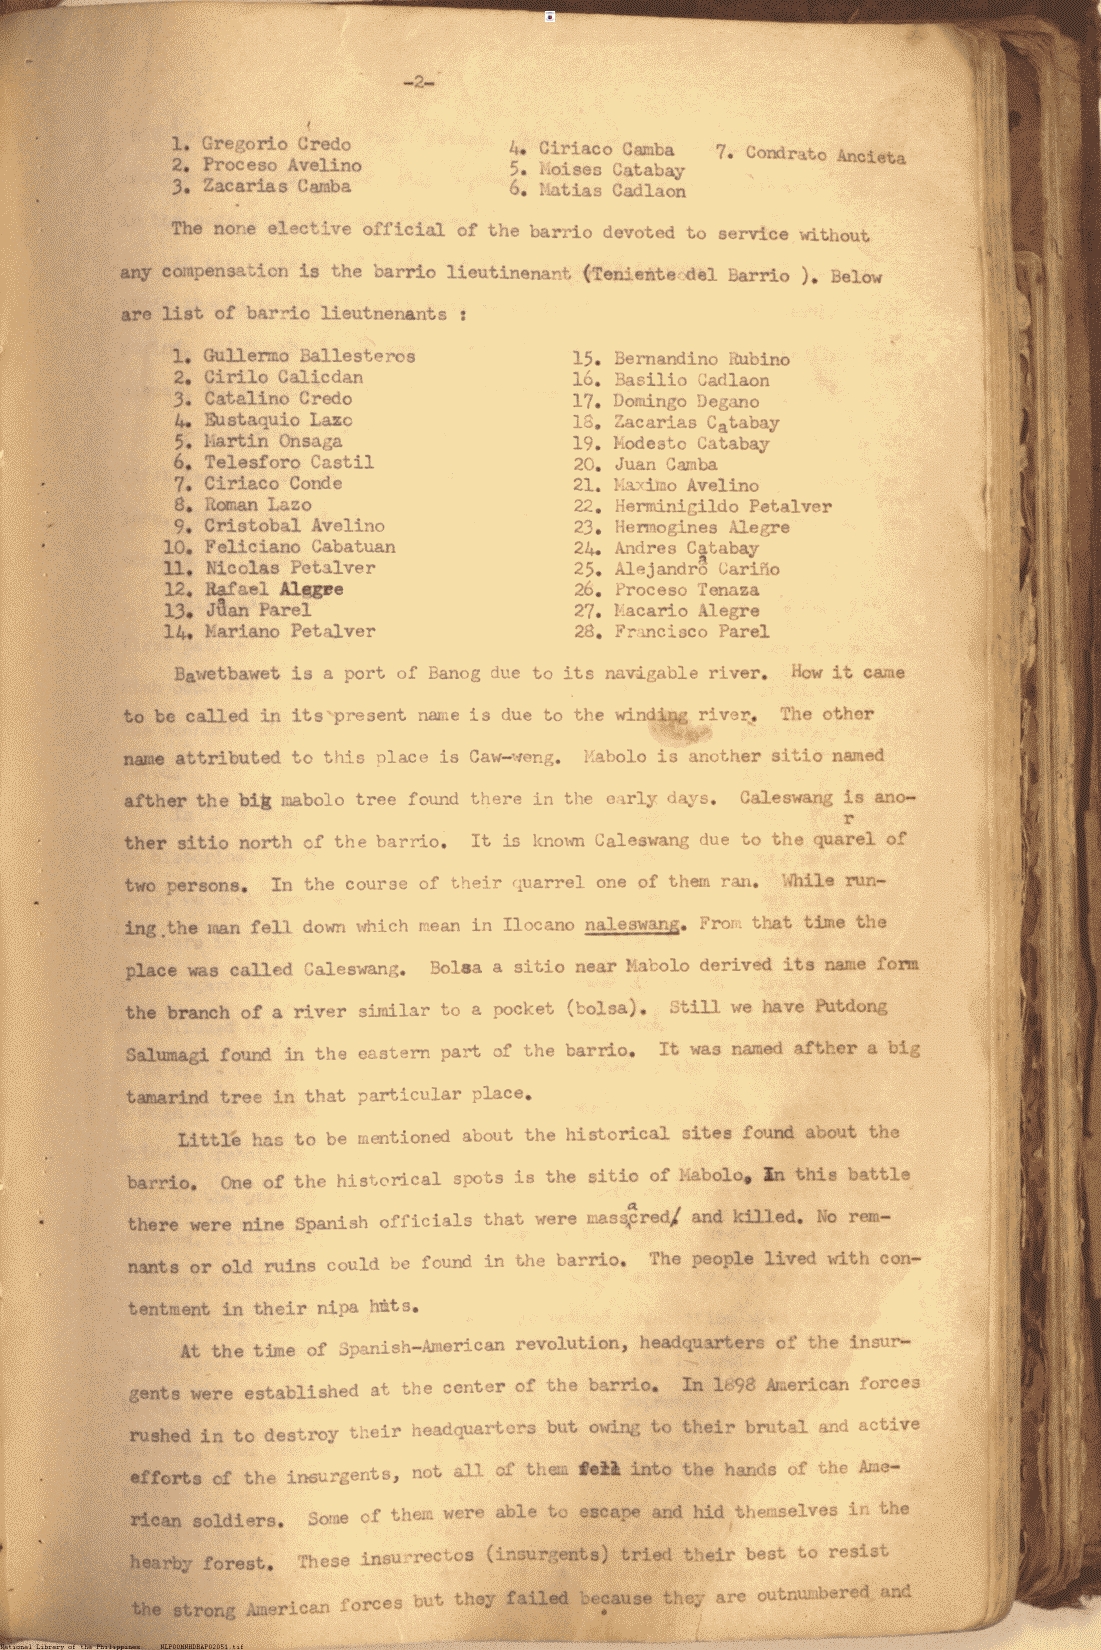 -2-
1. Gregorio Credo
2. Proceso Avelino
3. Zacarias Camba
4. Ciriaco Camba
5. Moises Catabay
6. Matias Cadlaon
7. Condrato Ancieta
The none elective official of the barrio devoted to service without
any compensation is the barrio lieutinenant (Teniente del Barrio ). Below
are list of barrio lieutnenants :
1. Gullermo Ballesteros
2. Cirilo Calicdan
3. Catalino Credo
4. Eustaquio Lazo
5. Martin Onsaga
6. Telesforo Castil
7. Ciriaco Conde
8. Roman Lazo
9. Cristobal Avelino
10. Feliciano Cabatuan
11. Nicolas Petalver
12. Rafael Alegre
13. Juan Parel
14. Mariano Petalver
15. Bernandino Rubino
16. Basilio Cadlaon
17. Domingo Degano
18. Zacarias Catabay
19. Modesto Catabay
20. Juan Camba
21. Maximo Avelino
22. Herminigildo Petalver
23. Hermogines Alegre
24. Andres Catabay
25. Alejandro Cariño
26. Proceso Tenaza
27. Macario Alegre
28. Francisco Parel
Bawetbawet is a port of Banog due to its navigable river. How it came
to be called in its present name is due to the winding river. The other
name attributed to this place is Caw-weng. Mabolo is another sitio named
afther the big mabolo tree found there in the early days. Caleswang is ano-
ther sitio north of the barrio. It is known Caleswang due to the quarrel of
two persons. In the course of their quarrel one of them ran. While run-
ing the man fell down which mean in Ilocano naleswang. From that time the
place was called Caleswang. Bolsa a sitio near Mabolo derived its name form
the branch of a river similar to a pocket (bolsa). Still we have Putdong
Salumagi found in the eastern part of the barrio. It was named afther a big
tamarind tree in that particular place.
Little has to be mentioned about the historical sites found about the
barrio. One of the historical spots is the sitio of Mabolo. In this battle
there were nine Spanish officials that were massacred/ and killed. No rem-
nants or old ruins could be found in the barrio. The people lived with con-
tentment in their nipa huts.
At the time of Spanish-American revolution, headquarters of the insur-
gents were established at the center of the barrio. In 1898 American forces
rushed in to destroy their headquarters but owing to their brutal and active
efforts of the insurgents, not all of them fell into the hands of the Ame-
rican soldiers. Some of them were able to escape and hid themselves in the
hearby forest. These insurrectos (insurgents) tried their best to resist
the strong American forces but they failed because they are outnumbered and
National Library of the Philippines